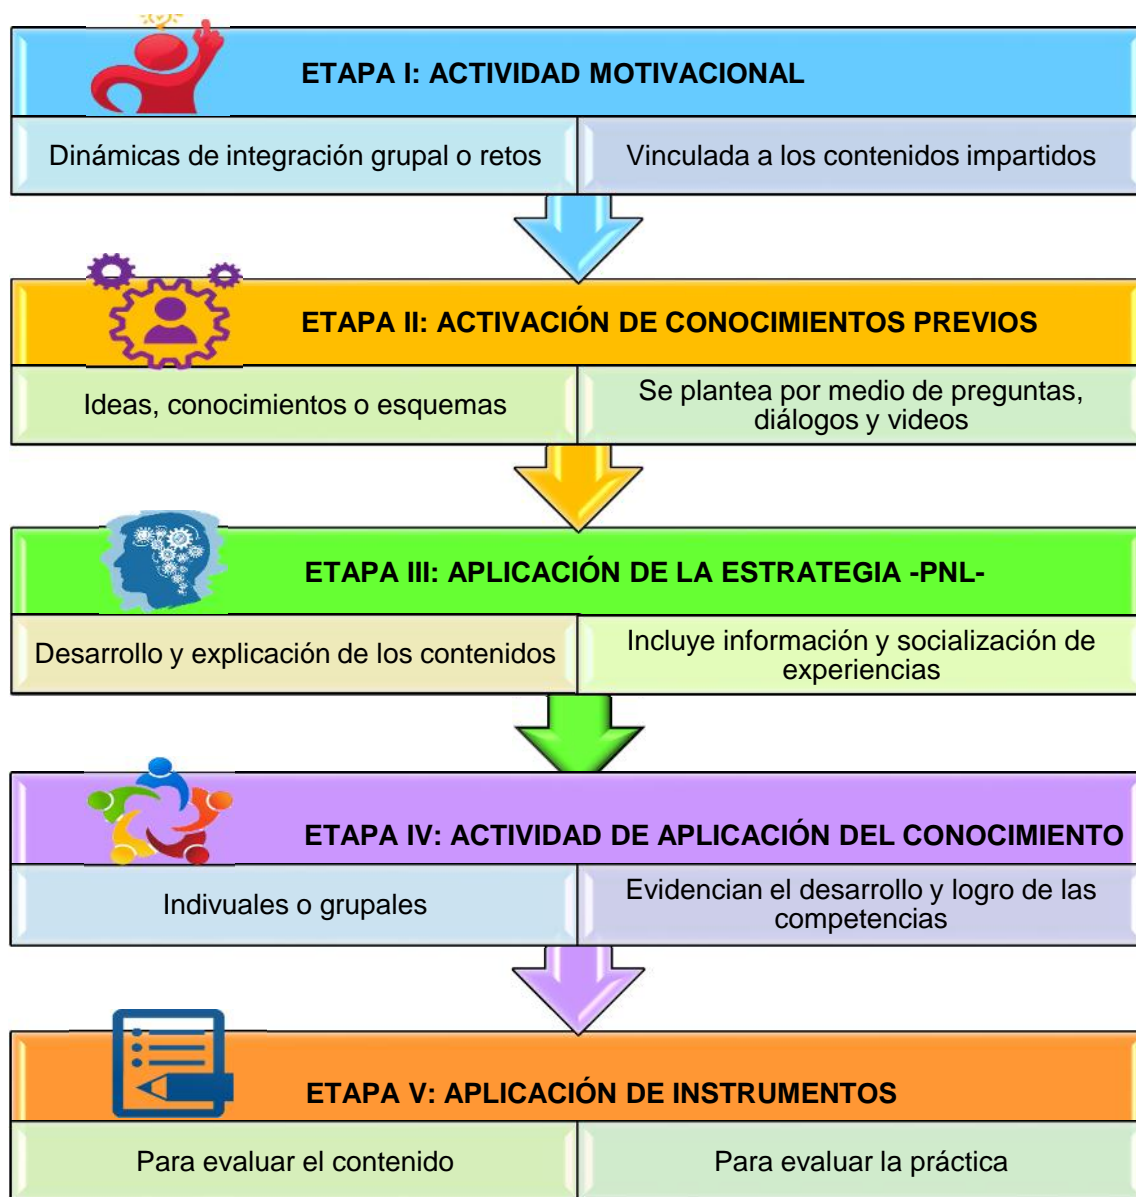 ETAPA I: ACTIVIDAD MOTIVACIONAL
Dinámicas de integración grupal o retos
Vinculada a los contenidos impartidos
ETAPA II: ACTIVACIÓN DE CONOCIMIENTOS PREVIOS
Ideas, conocimientos o esquemas
Se plantea por medio de preguntas,
diálogos y videos
ETAPA III: APLICACIÓN DE LA ESTRATEGIA -PNL-
Desarrollo y explicación de los contenidos
Incluye información y socialización de
experiencias
ETAPA IV: ACTIVIDAD DE APLICACIÓN DEL CONOCIMIENTO
Indivuales o grupales
Evidencian el desarrollo y logro de las
competencias
ETAPA V: APLICACIÓN DE INSTRUMENTOS
Para evaluar el contenido
Para evaluar la práctica